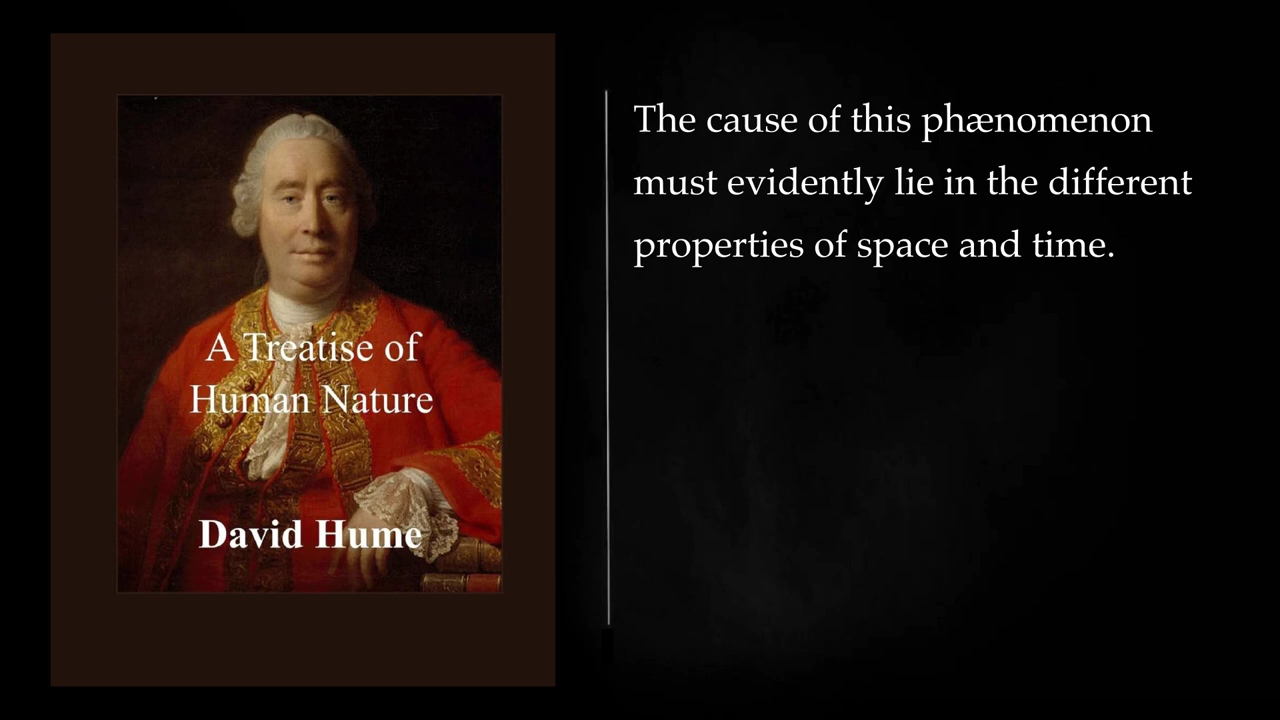 A Treatise of
Human Nature
David Hume
The cause of this phænomenon
must evidently lie in the different
properties of space and time.